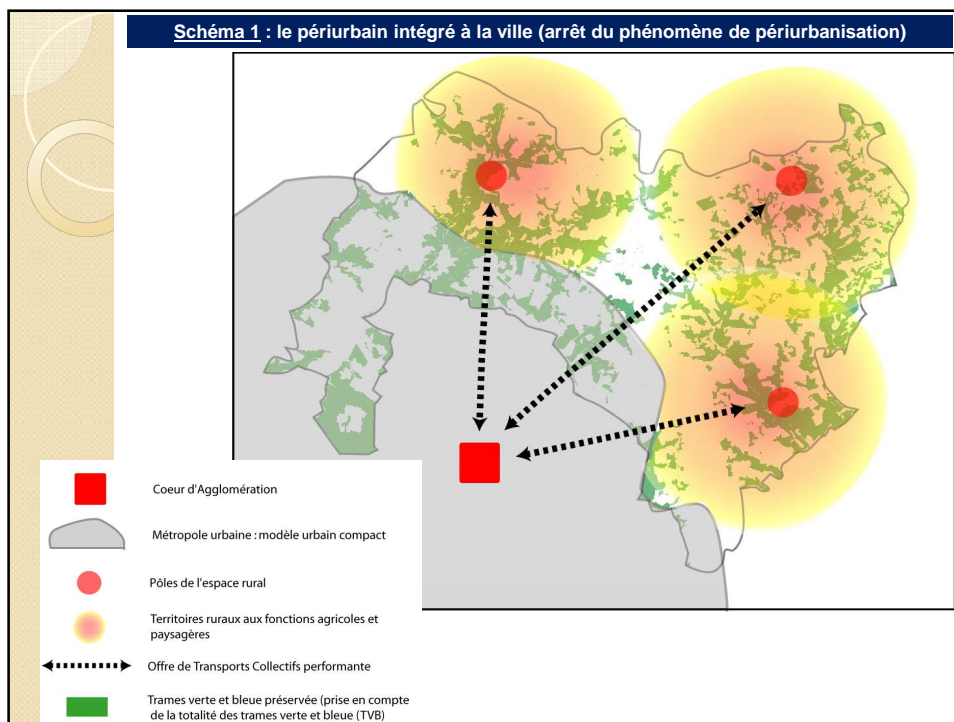 Schéma 1 : le périurbain intégré à la ville (arrêt du phénomène de périurbanisation)
Coeur d'Agglomération
Métropole urbaine : modèle urbain compact
Pôles de l'espace rural
Territoires ruraux aux fonctions agricoles et
paysagères
Offre de Transports Collectifs performante
Trames verte et bleue préservée (prise en compte
de la totalité des trames verte et bleue (TVB)